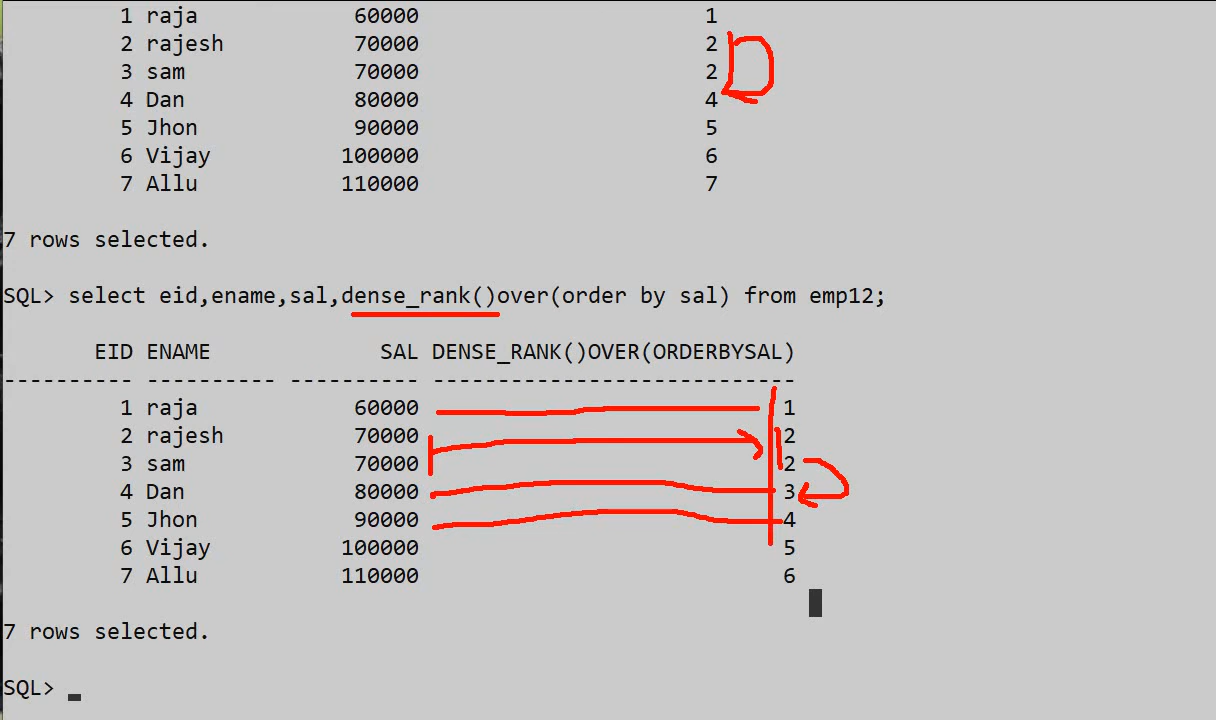 1 raja 60000 1
2 rajesh 70000 2
3 sam 70000 2
4 Dan 80000 4
5 Jhon 90000 5
6 Vijay 100000 6
7 Allu 110000 7
7 rows selected.
SQL> select eid,ename,sal,dense_rank()over(order by sal) from emp12;
EID ENAME SAL DENSE_RANK()OVER(ORDERBYSAL)
---------- ---------- ---------- ----------------------------
1 raja 60000 1
2 rajesh 70000 2
3 sam 70000 2
4 Dan 80000 3
5 Jhon 90000 4
6 Vijay 100000 5
7 Allu 110000 6
7 rows selected.
SQL>